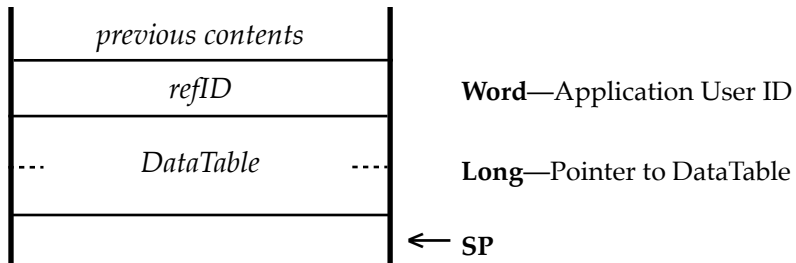 previous contents
refID Word—Application User ID
DataTable Long—Pointer to DataTable
SP